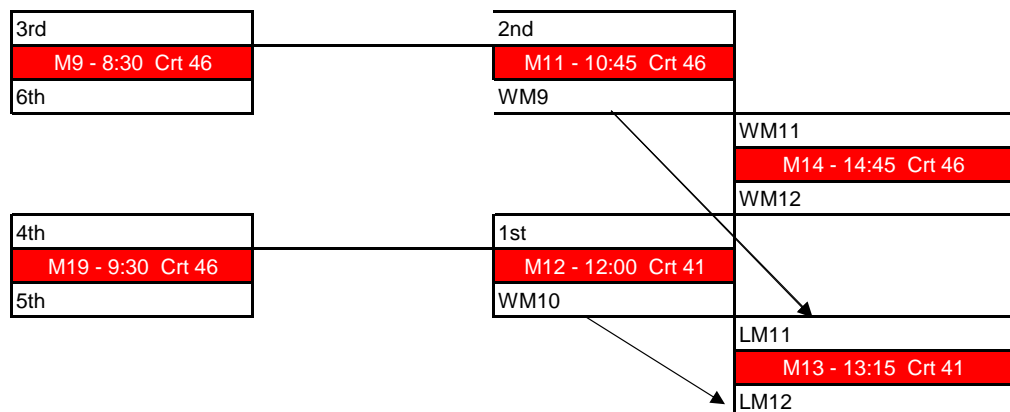 3rd
M9 - 8:30 Crt 46
6th
2nd
M11 - 10:45 Crt 46
WM9
WM11
M14 - 14:45 Crt 46
WM12
4th
M19 - 9:30 Crt 46
5th
1st
M12 - 12:00 Crt 41
WM10
LM11
M13 - 13:15 Crt 41
LM12